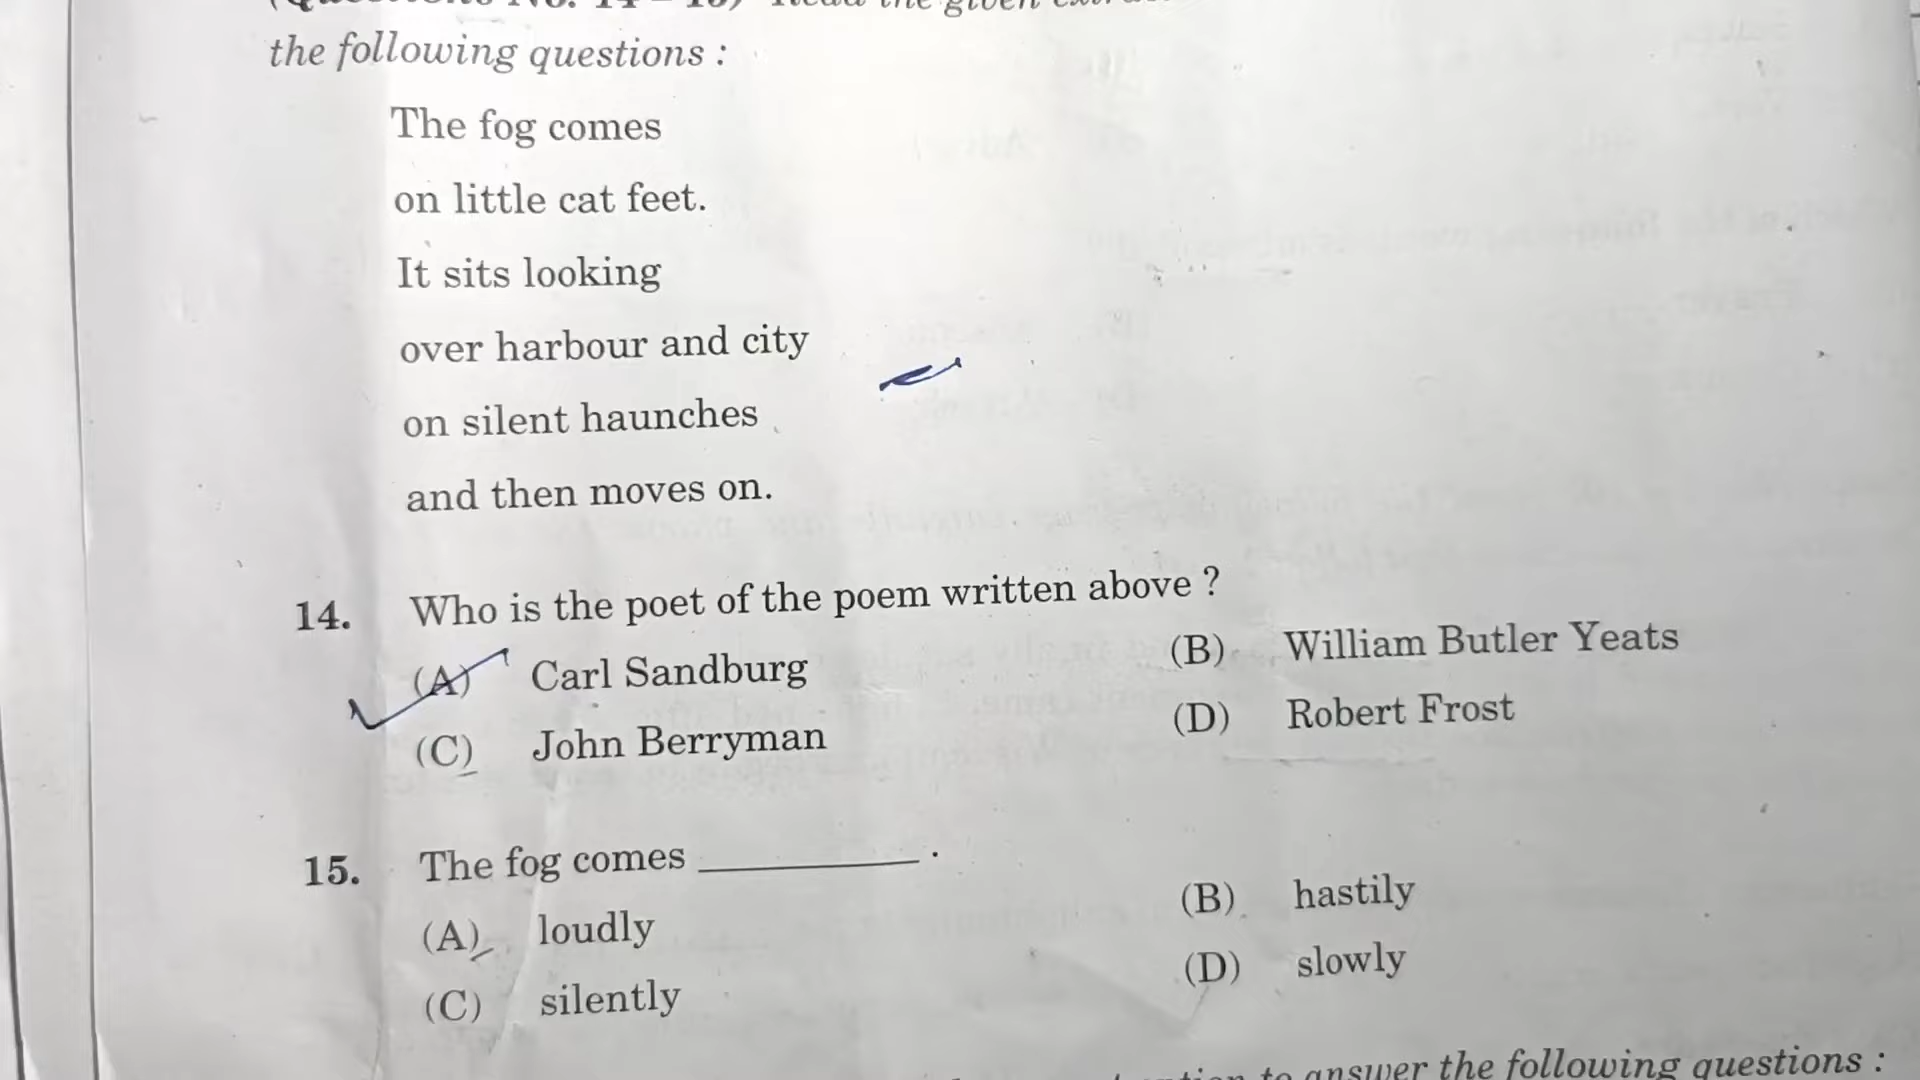 the following questions :
The fog comes
on little cat feet.
It sits looking
over harbour and city
on silent haunches
and then moves on.
14. Who is the poet of the poem written above ?
(A) Carl Sandburg (B) William Butler Yeats
(C) John Berryman (D) Robert Frost
15. The fog comes __________ .
(A) loudly (B) hastily
(C) silently (D) slowly
to answer the following questions :